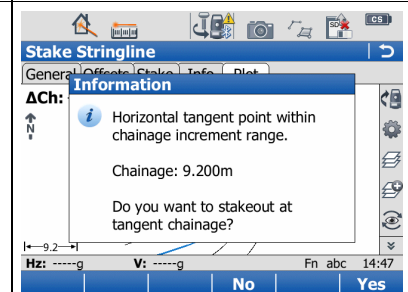 CS
Stake Stringline
General Offsets Stake Info Plot
ΔCh:
Information
Horizontal tangent point within
chainage increment range.
Chainage: 9.200m
Do you want to stakeout at
tangent chainage?
N
9.2
Hz: -----g V: -----g Fn abc 14:47
No Yes